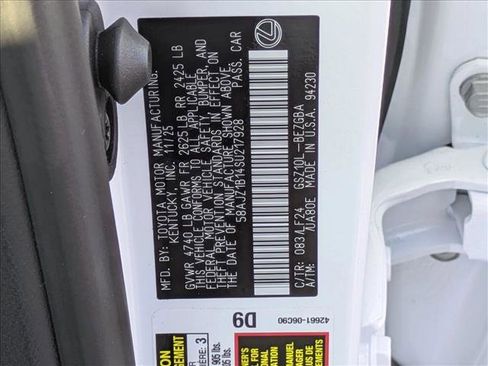 MFD. BY: TOYOTA MOTOR MANUFACTURING.
KENTUCKY, INC. 11/25
GVWR 4740 LB GAWR FR 2625 LB RR 2425 LB
THIS VEHICLE CONFORMS TO ALL APPLICABLE
FEDERAL MOTOR VEHICLE SAFETY, BUMPER, AND
THEFT PREVENTION STANDARDS IN EFFECT ON
THE DATE OF MANUFACTURE SHOWN ABOVE.
58AJZ1B14SU217928 PASS. CAR
C/TR: 083/LF24 GSZ10L-BEZGBA
A/TM: /UA80E MADE IN U.S.A. 94230
42661-06C90
D9
3
MANUEL